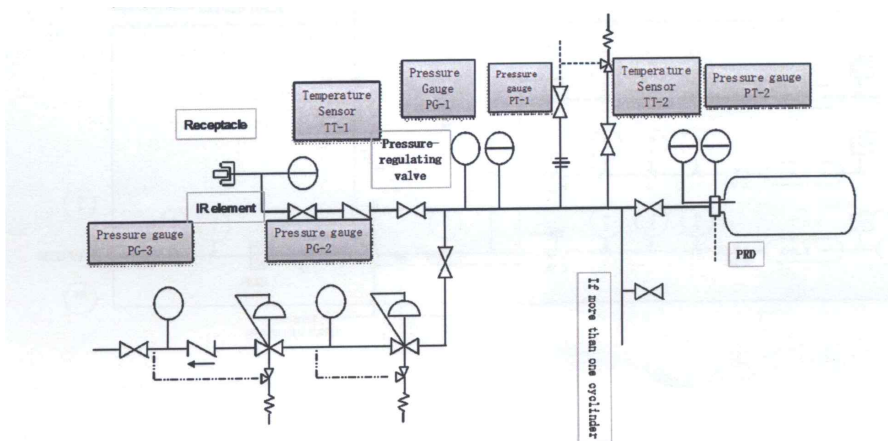 Pressure
Gauge
PG-1
Pressure
gauge
PT-1
Temperature
Sensor
TT-2
Pressure gauge
PT-2
Temperature
Sensor
TT-1
Receptacle
Pressure-
regulating
valve
IR element
Pressure gauge
PG-3
Pressure gauge
PG-2
PRD
If more than one cyclinder